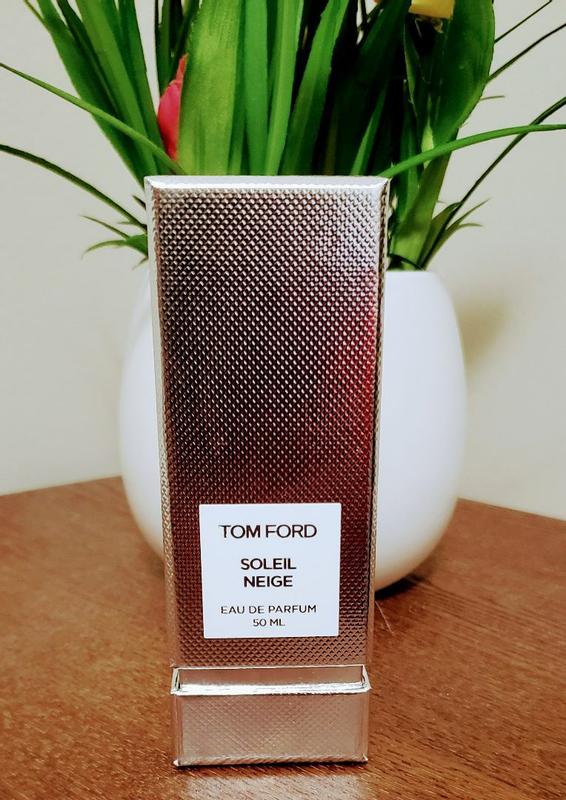 TOM FORD
SOLEIL
NEIGE
EAU DE PARFUM
50 ML